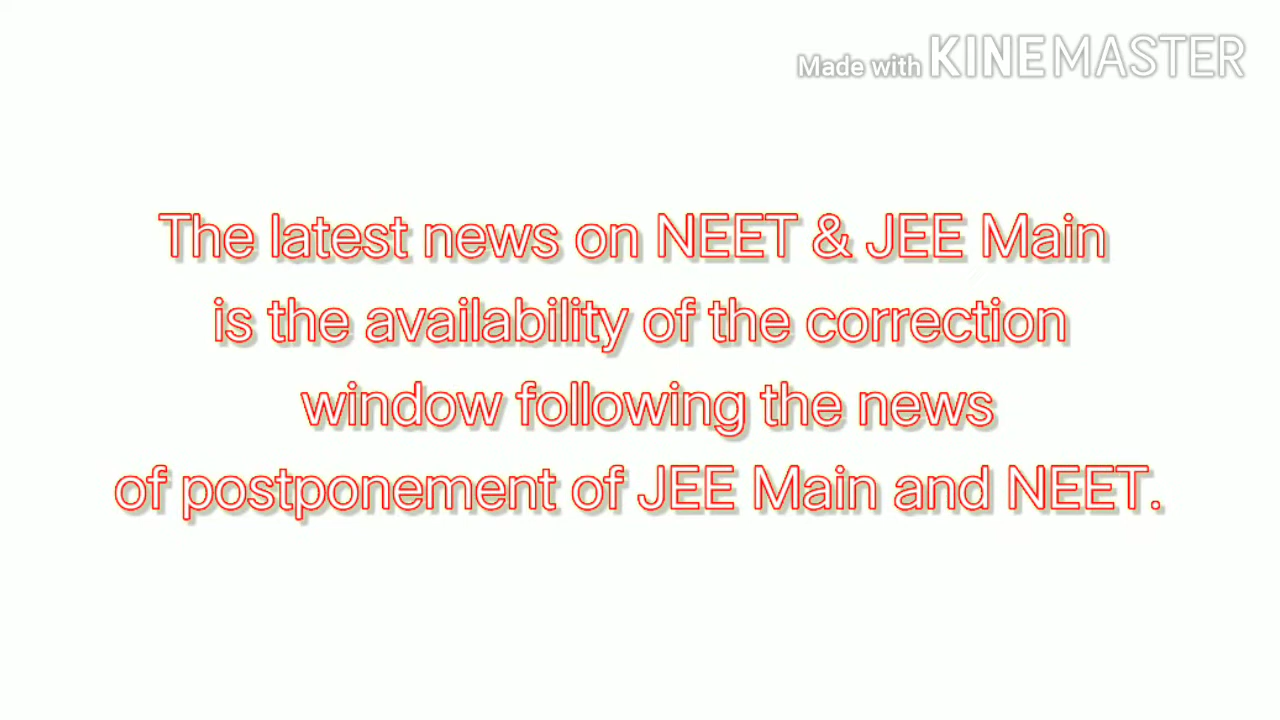 Made with KINEMASTER
The latest news on NEET & JEE Main
is the availability of the correction
window following the news
of postponement of JEE Main and NEET.